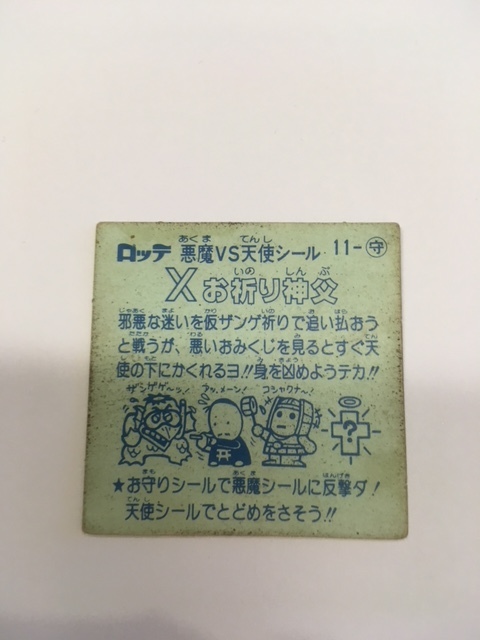 ロッテ 悪魔VS天使シール 11-守
Xお祈り神父
邪悪な迷いを仮ザンゲ祈りで追い払おう
と戦うが、悪いおみくじを見るとすぐ天
使の下にかくれるヨ!!身を凶めようテカ!!
ザンゲゲ〜ッ! アッ、メーン! コシャクナ〜!
?
★お守りシールで悪魔シールに反撃ダ!
天使シールでとどめをさそう!!